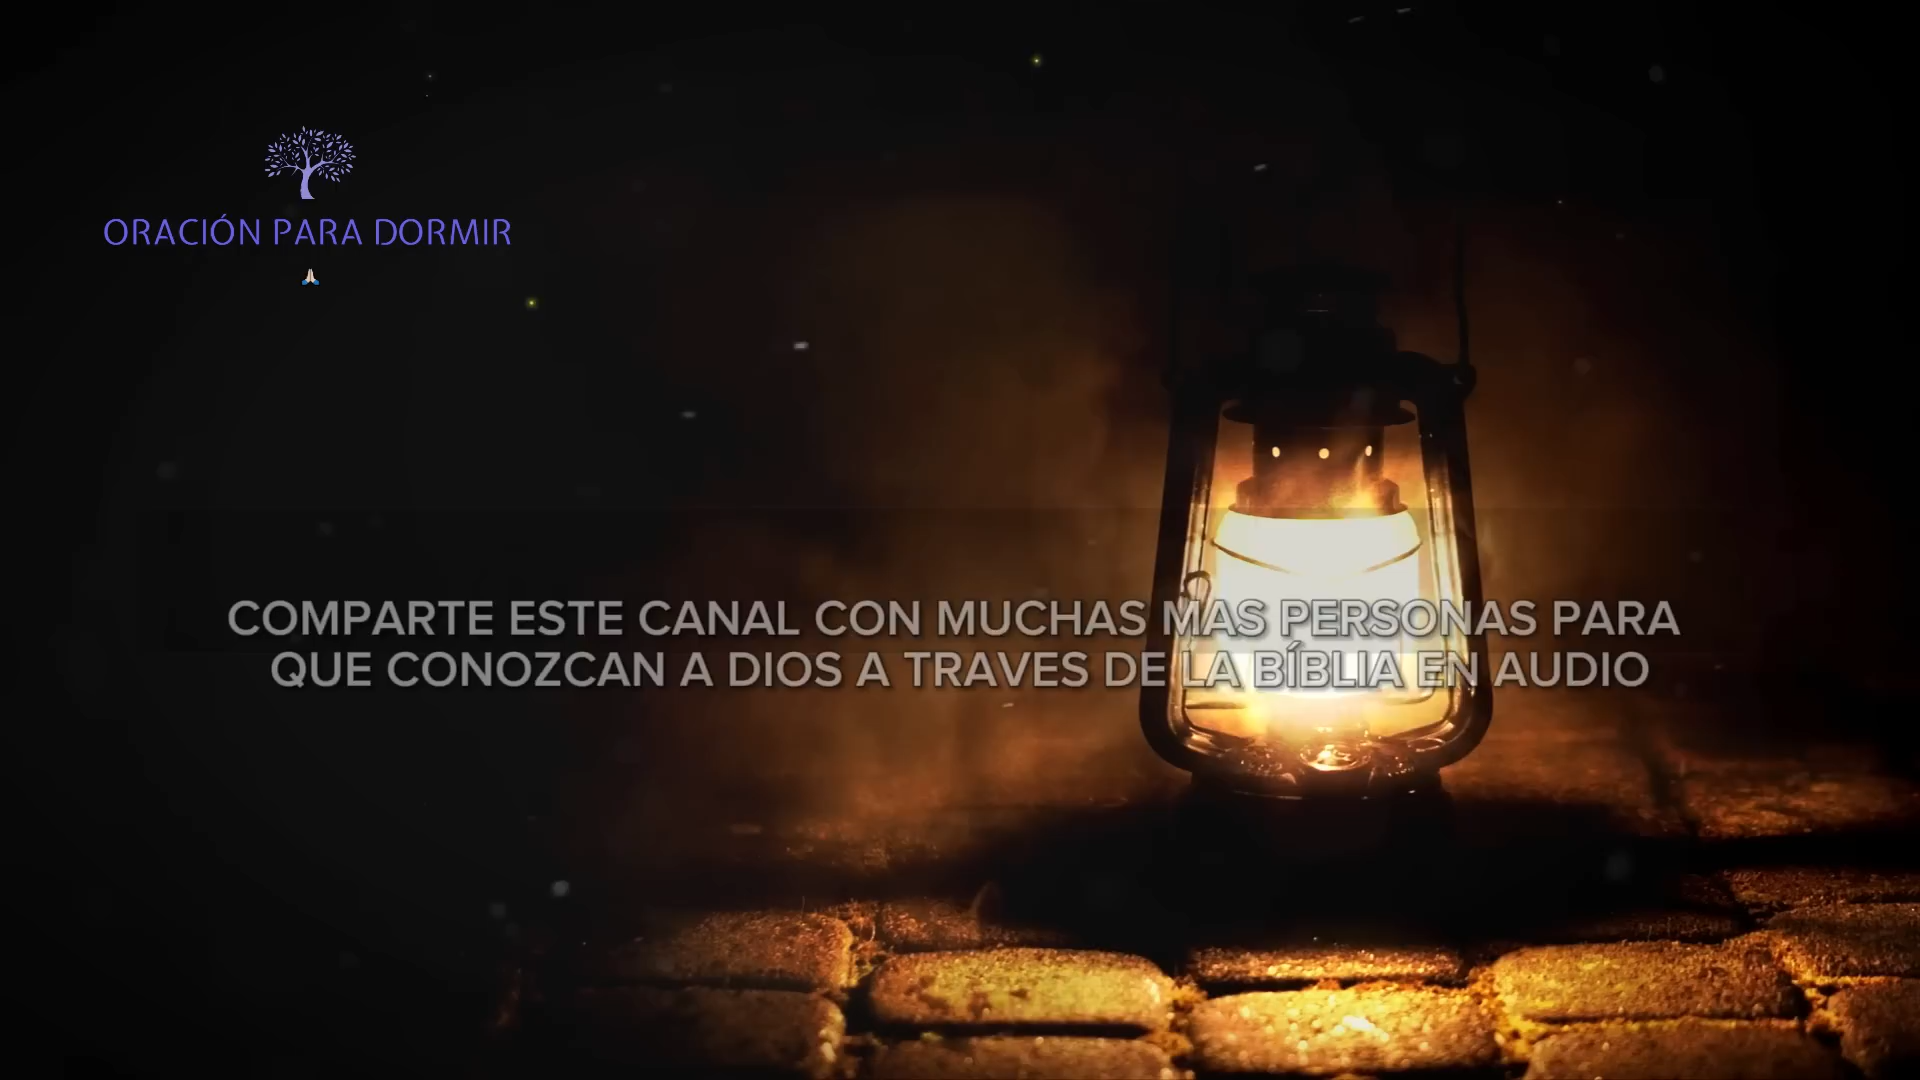 ORACIÓN PARA DORMIR
COMPARTE ESTE CANAL CON MUCHAS MAS PERSONAS PARA
QUE CONOZCAN A DIOS A TRAVES DE LA BÍBLIA EN AUDIO